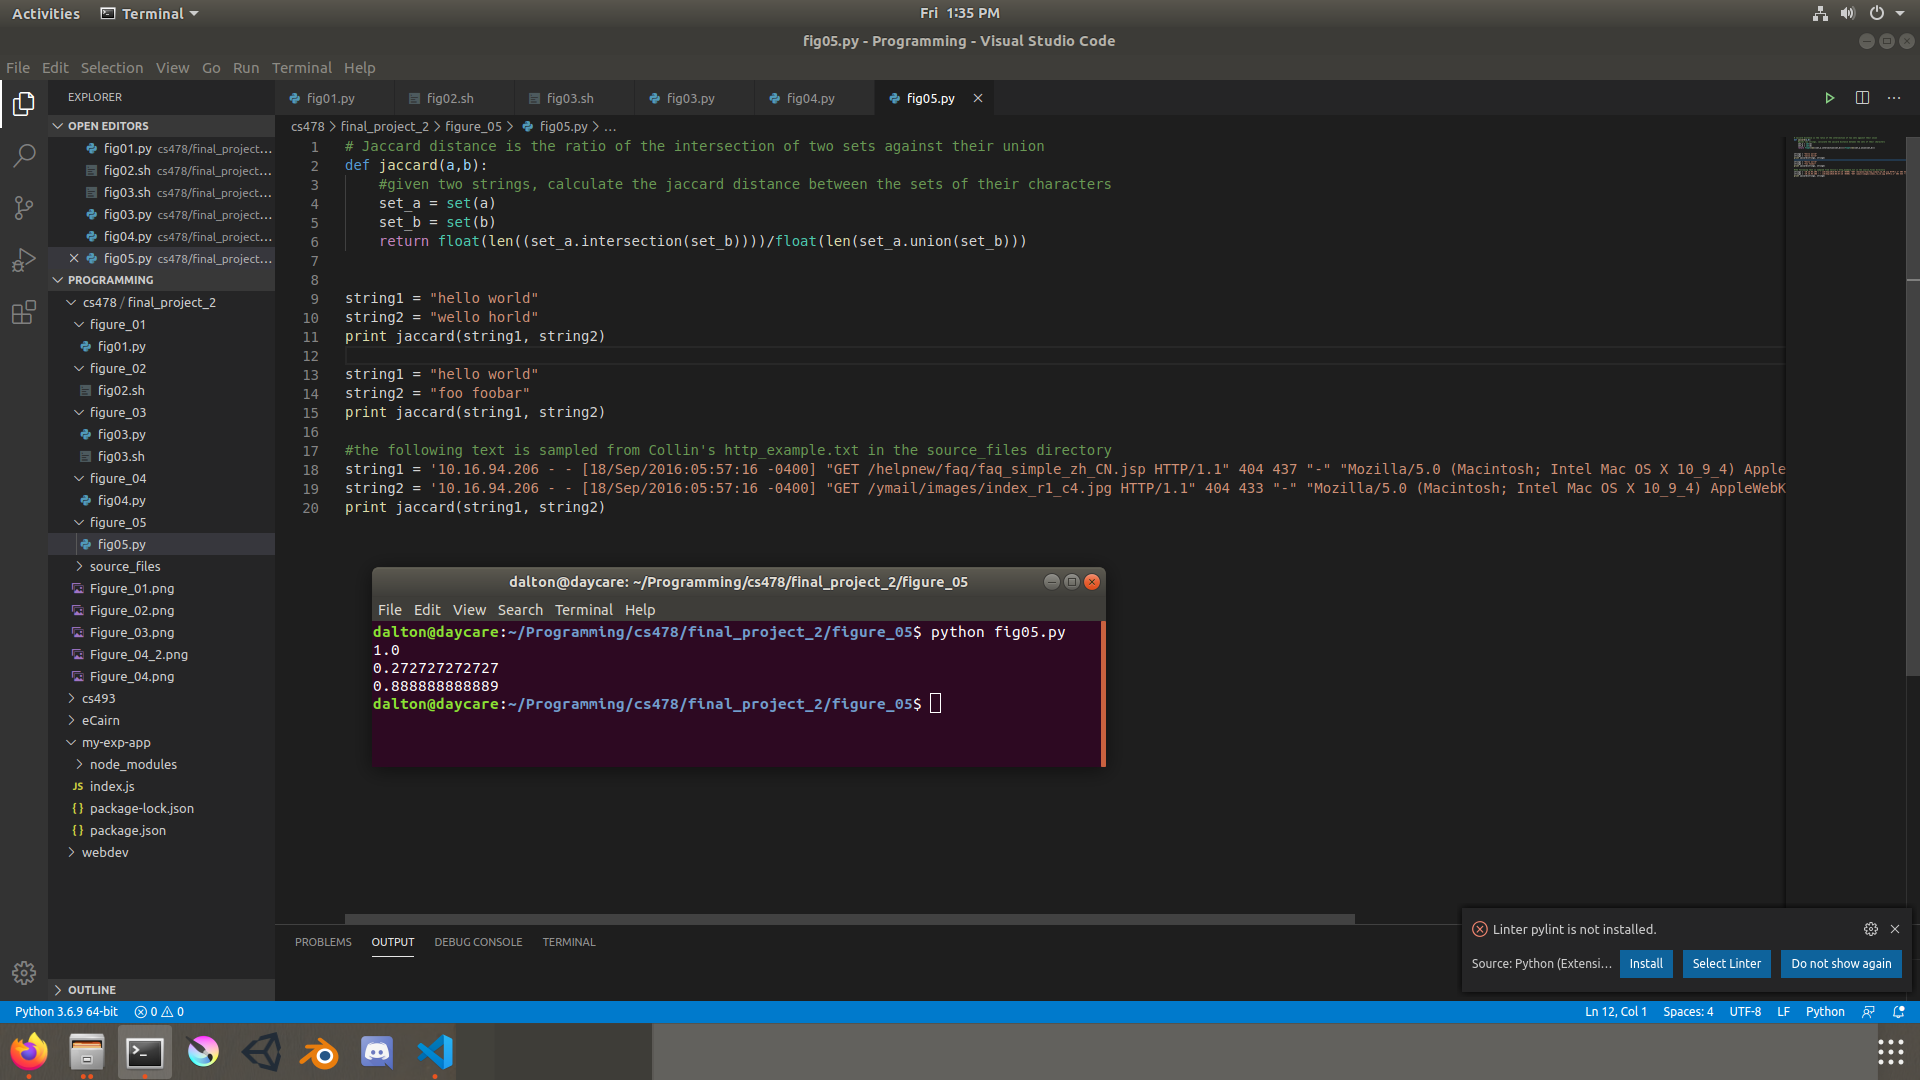 Activities Terminal Fri 1:35 PM
fig05.py - Programming - Visual Studio Code
File Edit Selection View Go Run Terminal Help
EXPLORER
OPEN EDITORS
fig01.py cs478/final_project...
fig02.sh cs478/final_project...
fig03.sh cs478/final_project...
fig03.py cs478/final_project...
fig04.py cs478/final_project...
fig05.py cs478/final_project...
PROGRAMMING
cs478 / final_project_2
figure_01
fig01.py
figure_02
fig02.sh
figure_03
fig03.py
fig03.sh
figure_04
fig04.py
figure_05
fig05.py
source_files
Figure_01.png
Figure_02.png
Figure_03.png
Figure_04_2.png
Figure_04.png
cs493
eCairn
my-exp-app
node_modules
JS index.js
{} package-lock.json
{} package.json
webdev
OUTLINE
fig01.py fig02.sh fig03.sh fig03.py fig04.py fig05.py
cs478 > final_project_2 > figure_05 > fig05.py > ...
1 # Jaccard distance is the ratio of the intersection of two sets against their union
2 def jaccard(a,b):
3 #given two strings, calculate the jaccard distance between the sets of their characters
4 set_a = set(a)
5 set_b = set(b)
6 return float(len((set_a.intersection(set_b))))/float(len(set_a.union(set_b)))
7
8
9 string1 = "hello world"
10 string2 = "wello horld"
11 print jaccard(string1, string2)
12
13 string1 = "hello world"
14 string2 = "foo foobar"
15 print jaccard(string1, string2)
16
17 #the following text is sampled from Collin's http_example.txt in the source_files directory
18 string1 = '10.16.94.206 - - [18/Sep/2016:05:57:16 -0400] "GET /helpnew/faq/faq_simple_zh_CN.jsp HTTP/1.1" 404 437 "-" "Mozilla/5.0 (Macintosh; Intel Mac OS X 10_9_4) Apple
19 string2 = '10.16.94.206 - - [18/Sep/2016:05:57:16 -0400] "GET /ymail/images/index_r1_c4.jpg HTTP/1.1" 404 433 "-" "Mozilla/5.0 (Macintosh; Intel Mac OS X 10_9_4) AppleWebK
20 print jaccard(string1, string2)
dalton@daycare: ~/Programming/cs478/final_project_2/figure_05
File Edit View Search Terminal Help
dalton@daycare:~/Programming/cs478/final_project_2/figure_05$ python fig05.py
1.0
0.272727272727
0.888888888889
dalton@daycare:~/Programming/cs478/final_project_2/figure_05$
PROBLEMS OUTPUT DEBUG CONSOLE TERMINAL
Linter pylint is not installed.
Source: Python (Extensi... Install Select Linter Do not show again
Python 3.6.9 64-bit 0 0 Ln 12, Col 1 Spaces: 4 UTF-8 LF Python